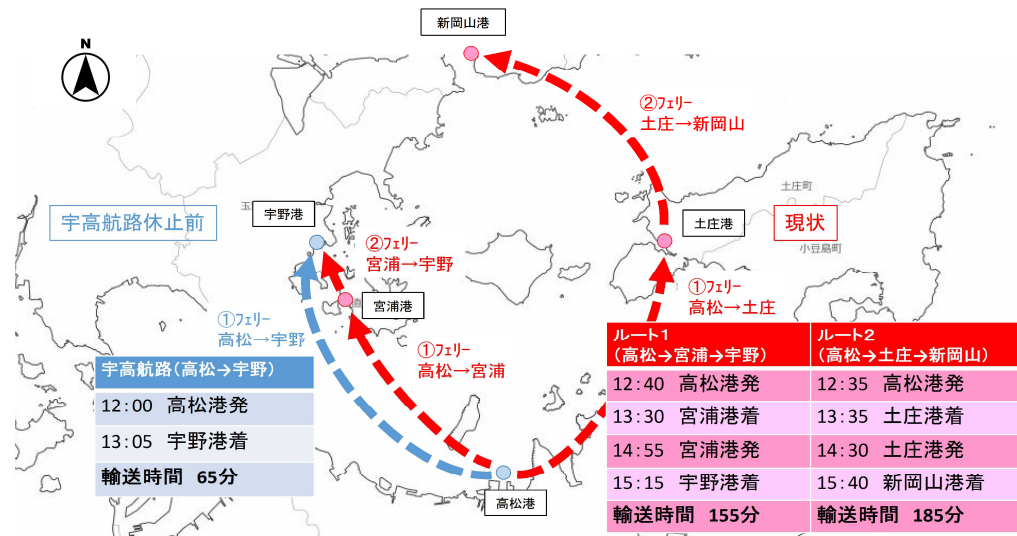 新岡山港
N
②ﾌｪﾘｰ
土庄→新岡山
土庄町
玉
宇野港
土庄港
宇高航路休止前
現状
小豆島町
②ﾌｪﾘｰ
宮浦→宇野
直
宮浦港
①ﾌｪﾘｰ
高松→土庄
①ﾌｪﾘｰ
高松→宇野
①ﾌｪﾘｰ
高松→宮浦
宇高航路(高松→宇野)
12:00 高松港発
13:05 宇野港着
輸送時間 65分
ルート1
(高松→宮浦→宇野)
12:40 高松港発
13:30 宮浦港着
14:55 宮浦港発
15:15 宇野港着
輸送時間 155分
ルート2
(高松→土庄→新岡山)
12:35 高松港発
13:35 土庄港着
14:30 土庄港発
15:40 新岡山港着
輸送時間 185分
高松港